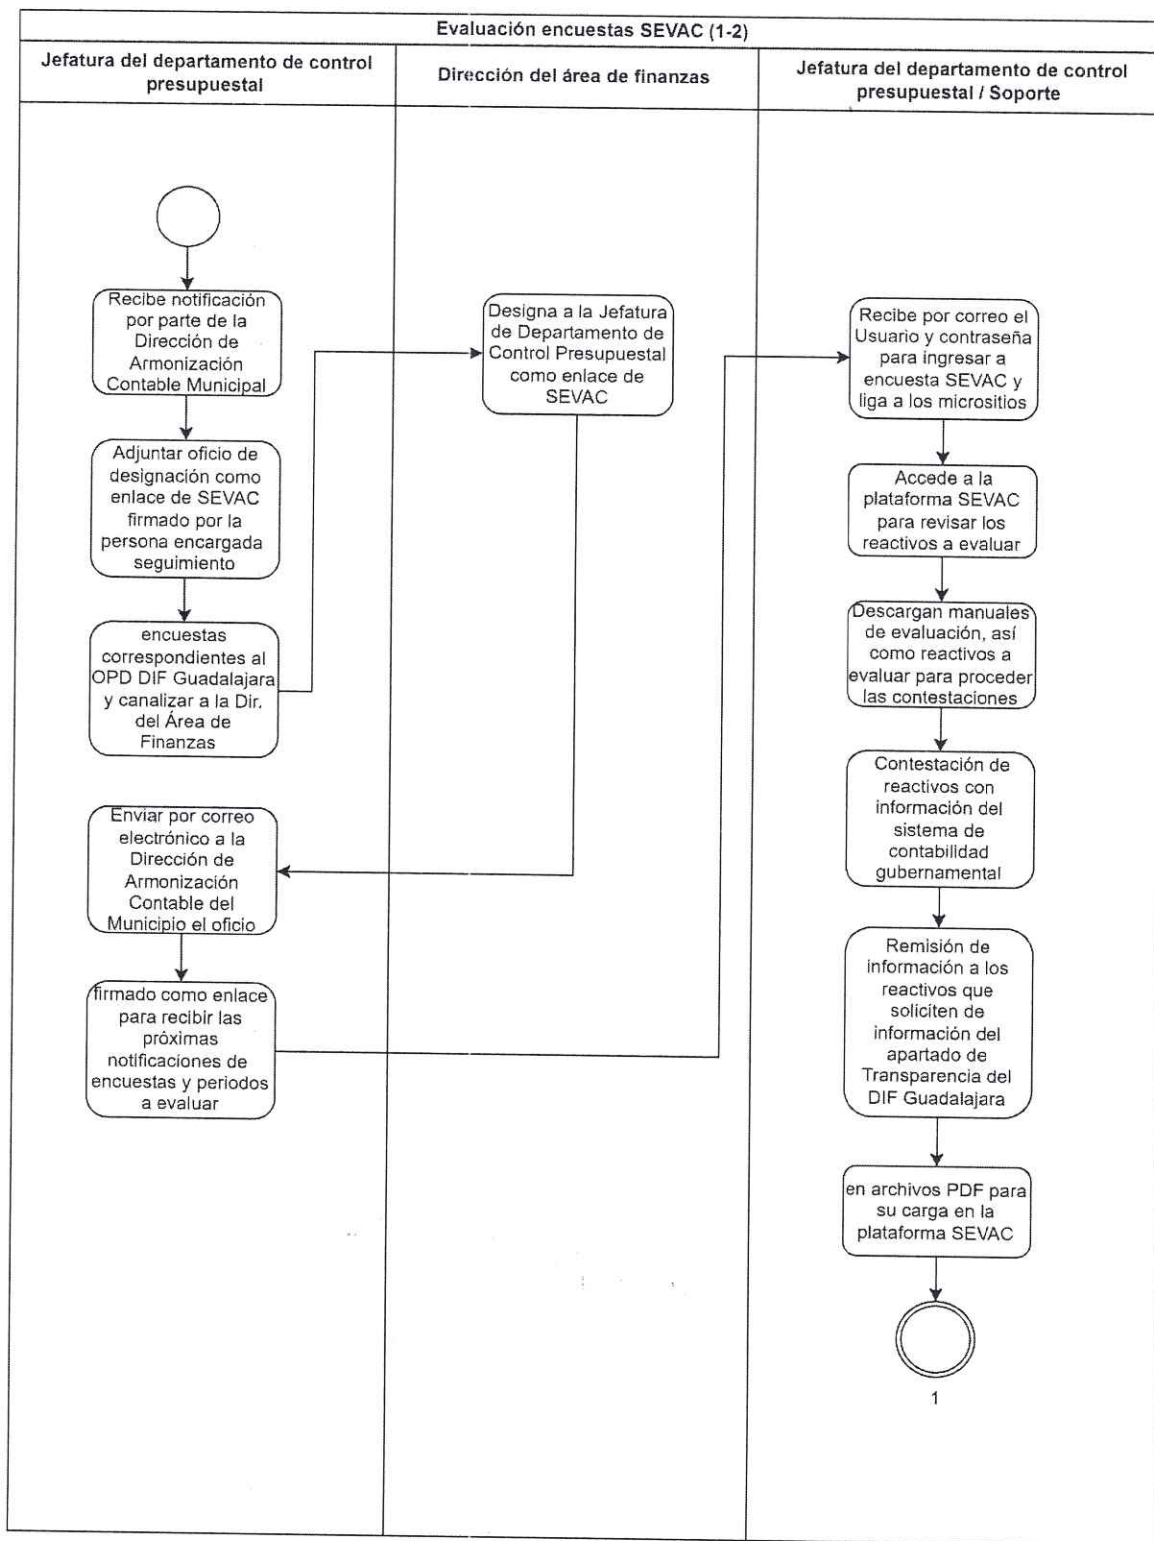 Evaluación encuestas SEVAC (1-2)
Jefatura del departamento de control
presupuestal
Dirección del área de finanzas
Jefatura del departamento de control
presupuestal / Soporte
Recibe notificación
por parte de la
Dirección de
Armonización
Contable Municipal
Adjuntar oficio de
designación como
enlace de SEVAC
firmado por la
persona encargada
seguimiento
encuestas
correspondientes al
OPD DIF Guadalajara
y canalizar a la Dir.
del Área de
Finanzas
Designa a la Jefatura
de Departamento de
Control Presupuestal
como enlace de
SEVAC
Enviar por correo
electrónico a la
Dirección de
Armonización
Contable del
Municipio el oficio
firmado como enlace
para recibir las
próximas
notificaciones de
encuestas y periodos
a evaluar
Recibe por correo el
Usuario y contraseña
para ingresar a
encuesta SEVAC y
liga a los micrositios
Accede a la
plataforma SEVAC
para revisar los
reactivos a evaluar
Descargan manuales
de evaluación, así
como reactivos a
evaluar para proceder
las contestaciones
Contestación de
reactivos con
información del
sistema de
contabilidad
gubernamental
Remisión de
información a los
reactivos que
soliciten de
información del
apartado de
Transparencia del
DIF Guadalajara
en archivos PDF para
su carga en la
plataforma SEVAC
1